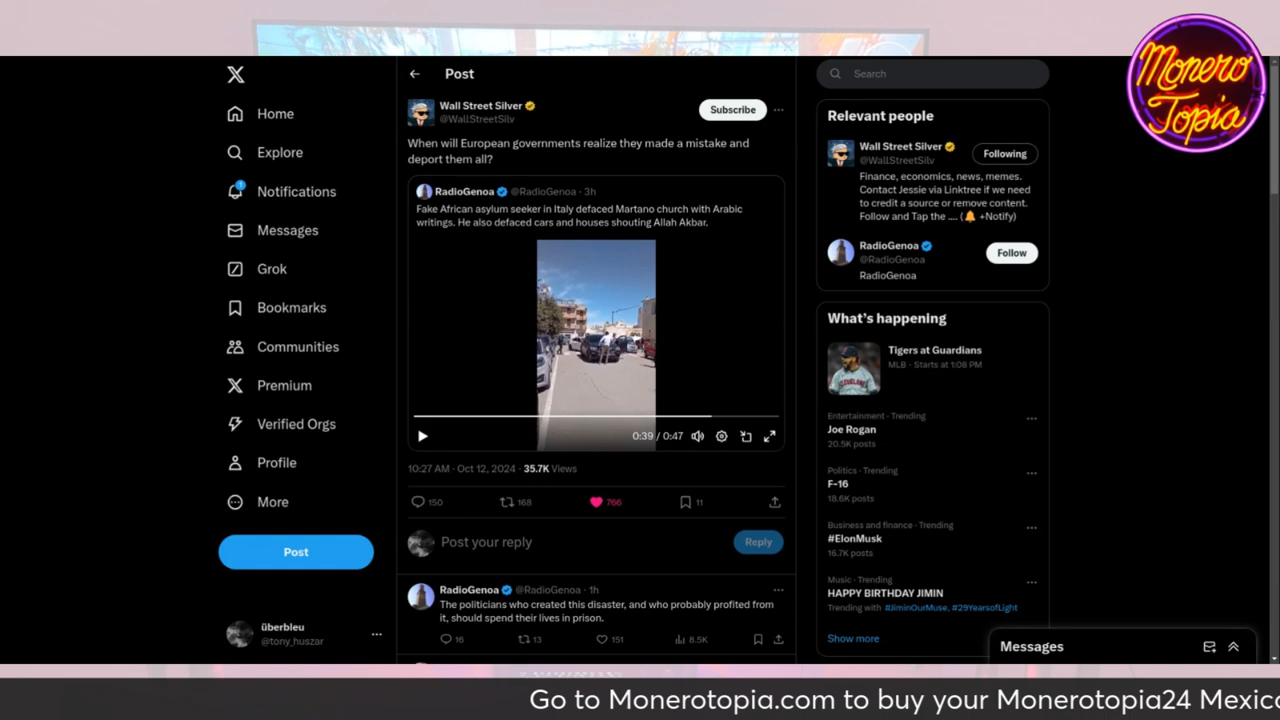 Monero
Topia
Post
Search
Home
Explore
Notifications
Messages
Grok
Bookmarks
Communities
Premium
Verified Orgs
Profile
More
Post
überbleu
@tony_huszar
Wall Street Silver
@WallStreetSilv
Subscribe
When will European governments realize they made a mistake and
deport them all?
RadioGenoa @RadioGenoa · 3h
Fake African asylum seeker in Italy defaced Martano church with Arabic
writings. He also defaced cars and houses shouting Allah Akbar.
0:39 / 0:47
10:27 AM · Oct 12, 2024 · 35.7K Views
150 168 766 11
Post your reply
Reply
RadioGenoa @RadioGenoa · 1h
The politicians who created this disaster, and who probably profited from
it, should spend their lives in prison.
16 13 151 8.5K
Relevant people
Wall Street Silver
@WallStreetSilv
Following
Finance, economics, news, memes.
Contact Jessie via Linktree if we need
to credit a source or remove content.
Follow and Tap the .... (🔔 +Notify)
RadioGenoa
@RadioGenoa
Follow
RadioGenoa
What's happening
Tigers at Guardians
MLB · Starts at 1:08 PM
Entertainment · Trending
Joe Rogan
20.5K posts
Politics · Trending
F-16
18.6K posts
Business and finance · Trending
#ElonMusk
16.7K posts
Music · Trending
HAPPY BIRTHDAY JIMIN
Trending with #JiminOurMuse, #29YearsofLight
Show more
Messages
Go to Monerotopia.com to buy your Monerotopia24 Mexico